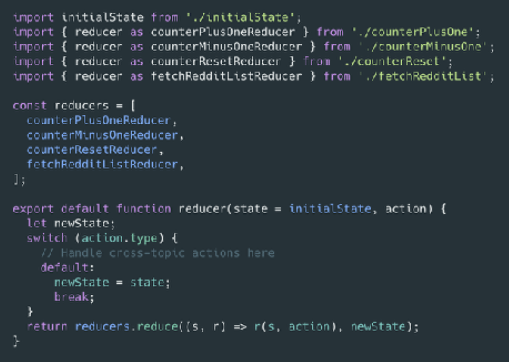 import initialState from './initialState';
import { reducer as counterPlusOneReducer } from './counterPlusOne';
import { reducer as counterMinusOneReducer } from './counterMinusOne';
import { reducer as counterResetReducer } from './counterReset';
import { reducer as fetchRedditListReducer } from './fetchRedditList';

const reducers = [
  counterPlusOneReducer,
  counterMinusOneReducer,
  counterResetReducer,
  fetchRedditListReducer,
];

export default function reducer(state = initialState, action) {
  let newState;
  switch (action.type) {
    // Handle cross-topic actions here
    default:
      newState = state;
      break;
  }
  return reducers.reduce((s, r) => r(s, action), newState);
}